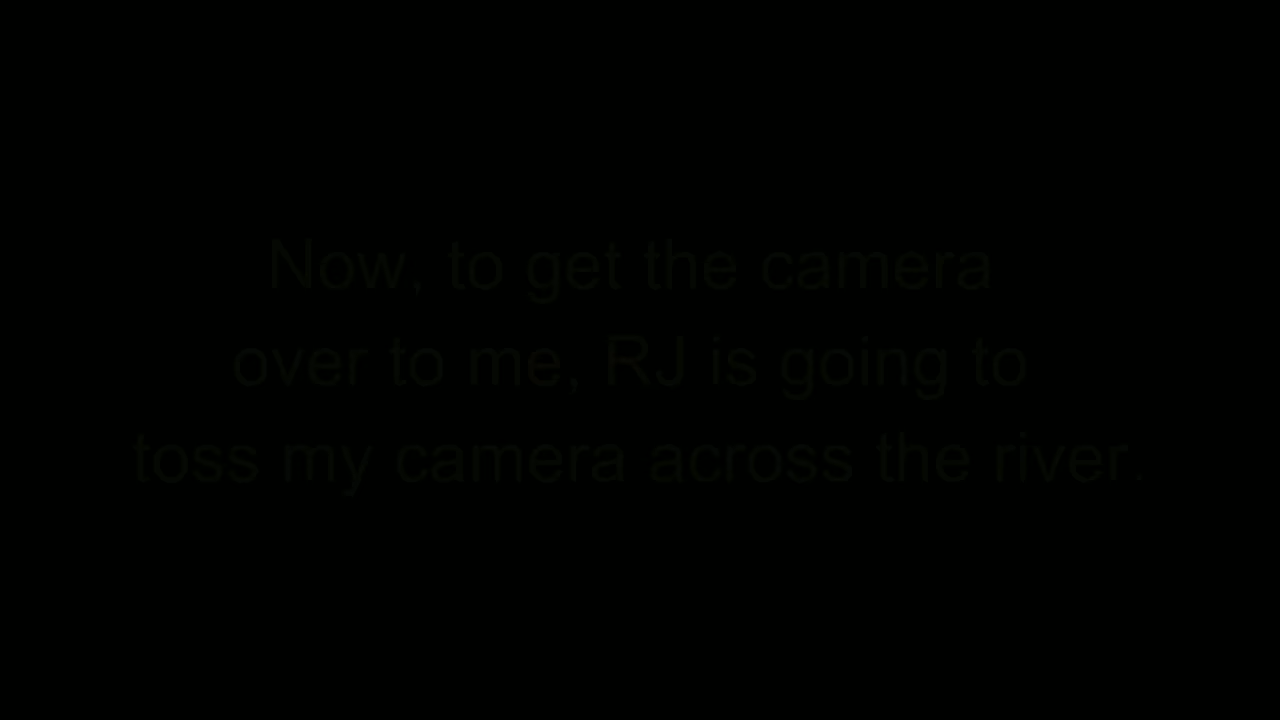 Now, to get the camera
over to me, RJ is going to
toss my camera across the river.